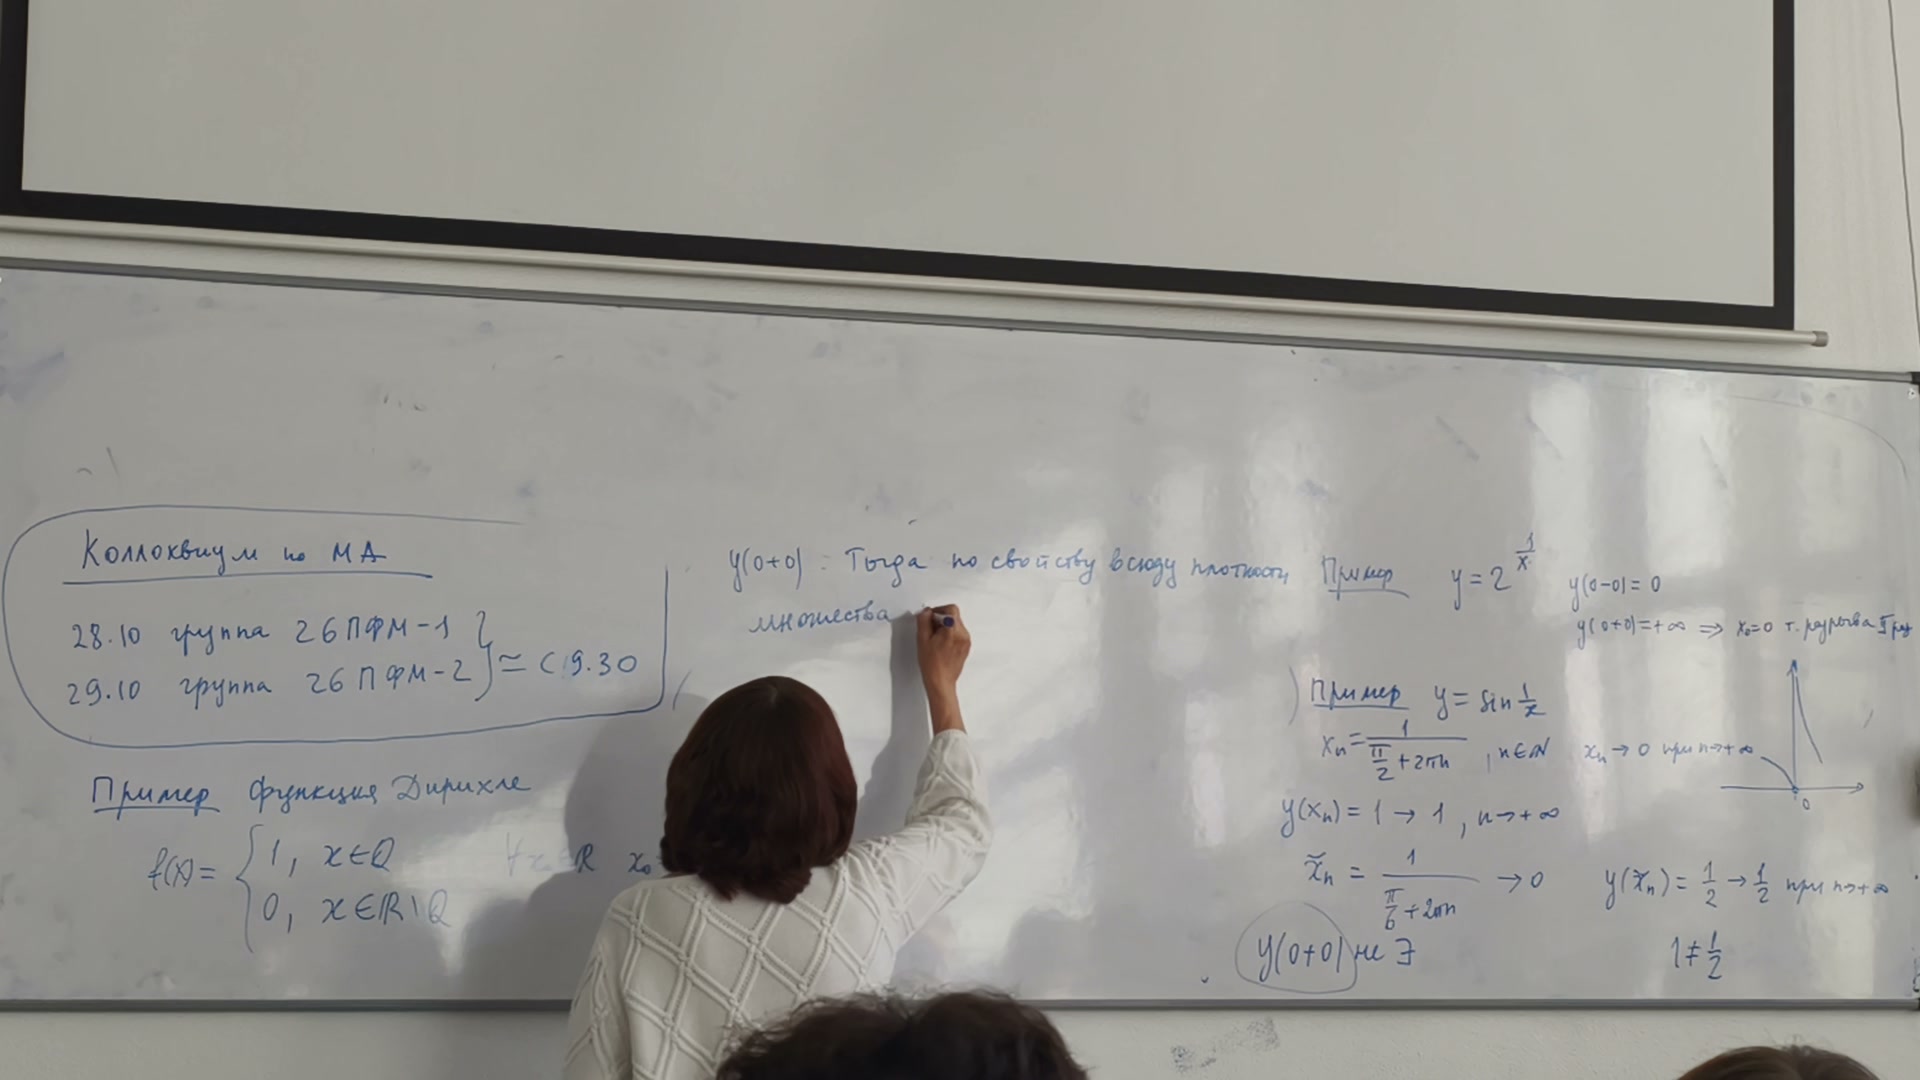 Коллоквиум по МА
28.10 группа 26ПФМ-1
29.10 группа 26ПФМ-2 } ≃ С 9.30
Пример функция Дирихле
f(x) = { 1, x∈Q
0, x∈R\Q
∀x₀∈R x₀
y(0+0): Тогда по свойству всюду плотности
множества
Пример y = 2^(1/x) y(0-0) = 0
y(0+0) = +∞ ⇒ x₀=0 т. разрыва II рода
Пример y = sin 1/x
xₙ = 1/(π/2 + 2πn), n∈N xₙ → 0 при n→+∞
0
y(xₙ) = 1 → 1, n→+∞
x̃ₙ = 1/(π/6 + 2πn) → 0 y(x̃ₙ) = 1/2 → 1/2 при n→+∞
y(0+0) не ∃ 1 ≠ 1/2